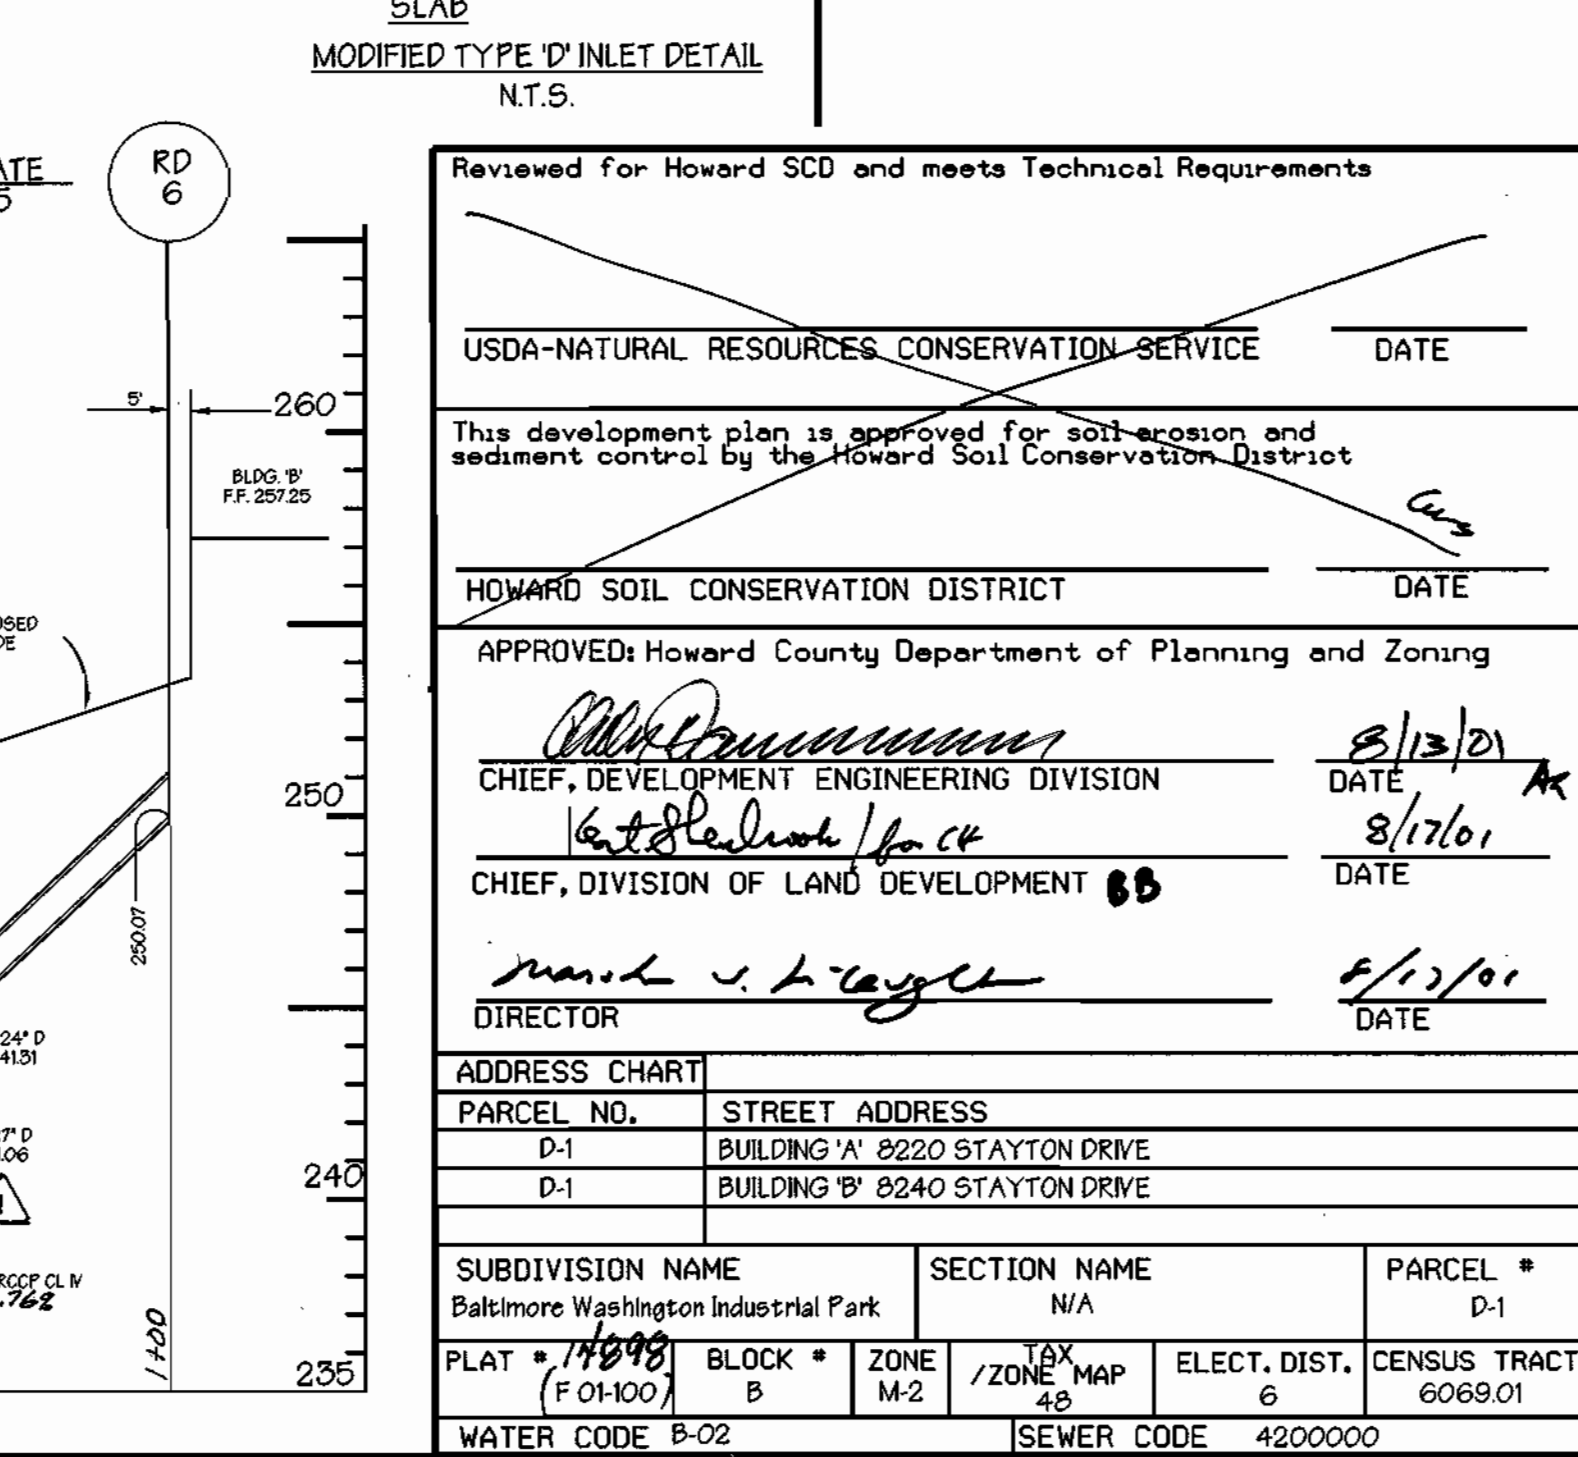 SLAB
MODIFIED TYPE 'D' INLET DETAIL
N.T.S.
RD
6
5'
260
BLDG. 'B'
F.F. 257.25
250
250.07
24" D
41.31
240
RCCP CL IV
1+00
235
Reviewed for Howard SCD and meets Technical Requirements
USDA-NATURAL RESOURCES CONSERVATION SERVICE DATE
This development plan is approved for soil erosion and
sediment control by the Howard Soil Conservation District
HOWARD SOIL CONSERVATION DISTRICT DATE
APPROVED: Howard County Department of Planning and Zoning
8/13/01
CHIEF, DEVELOPMENT ENGINEERING DIVISION DATE
/ for CH 8/17/01
CHIEF, DIVISION OF LAND DEVELOPMENT BB DATE
DIRECTOR DATE
ADDRESS CHART
PARCEL NO. STREET ADDRESS
D-1 BUILDING 'A' 8220 STAYTON DRIVE
D-1 BUILDING 'B' 8240 STAYTON DRIVE
SUBDIVISION NAME SECTION NAME PARCEL #
Baltimore Washington Industrial Park N/A D-1
PLAT # 14898 BLOCK # ZONE TAX /ZONE MAP ELECT. DIST. CENSUS TRACT
(F 01-100) B M-2 48 6 6069.01
WATER CODE B-02 SEWER CODE 4200000